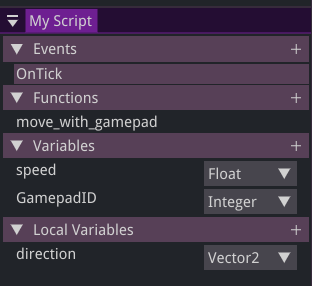 My Script
Events +
OnTick
Functions +
move_with_gamepad
Variables +
speed Float
GamepadID Integer
Local Variables +
direction Vector2